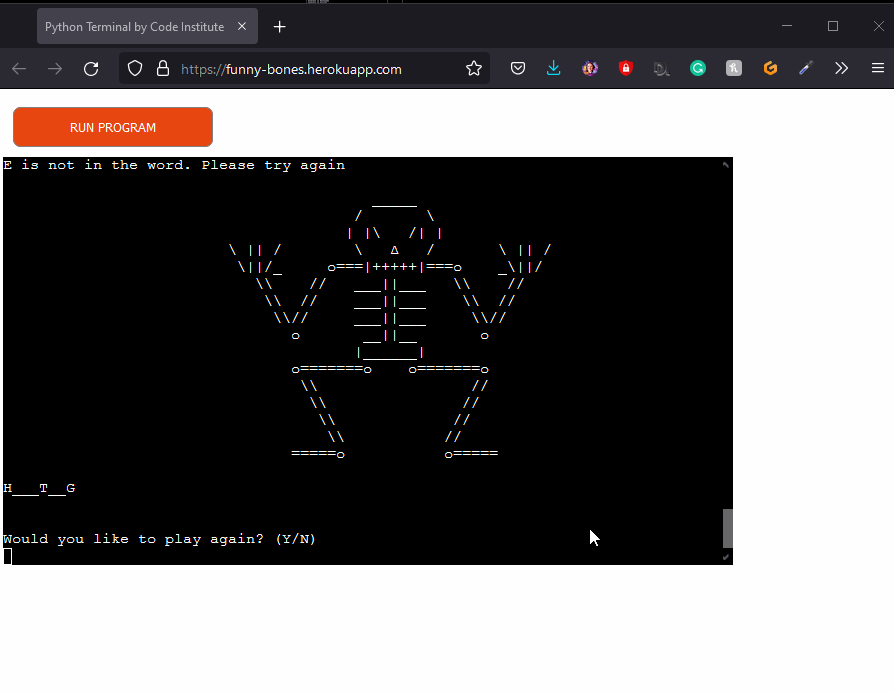 Python Terminal by Code Institute
https://funny-bones.herokuapp.com
RUN PROGRAM
E is not in the word. Please try again
H___T__G
Would you like to play again? (Y/N)